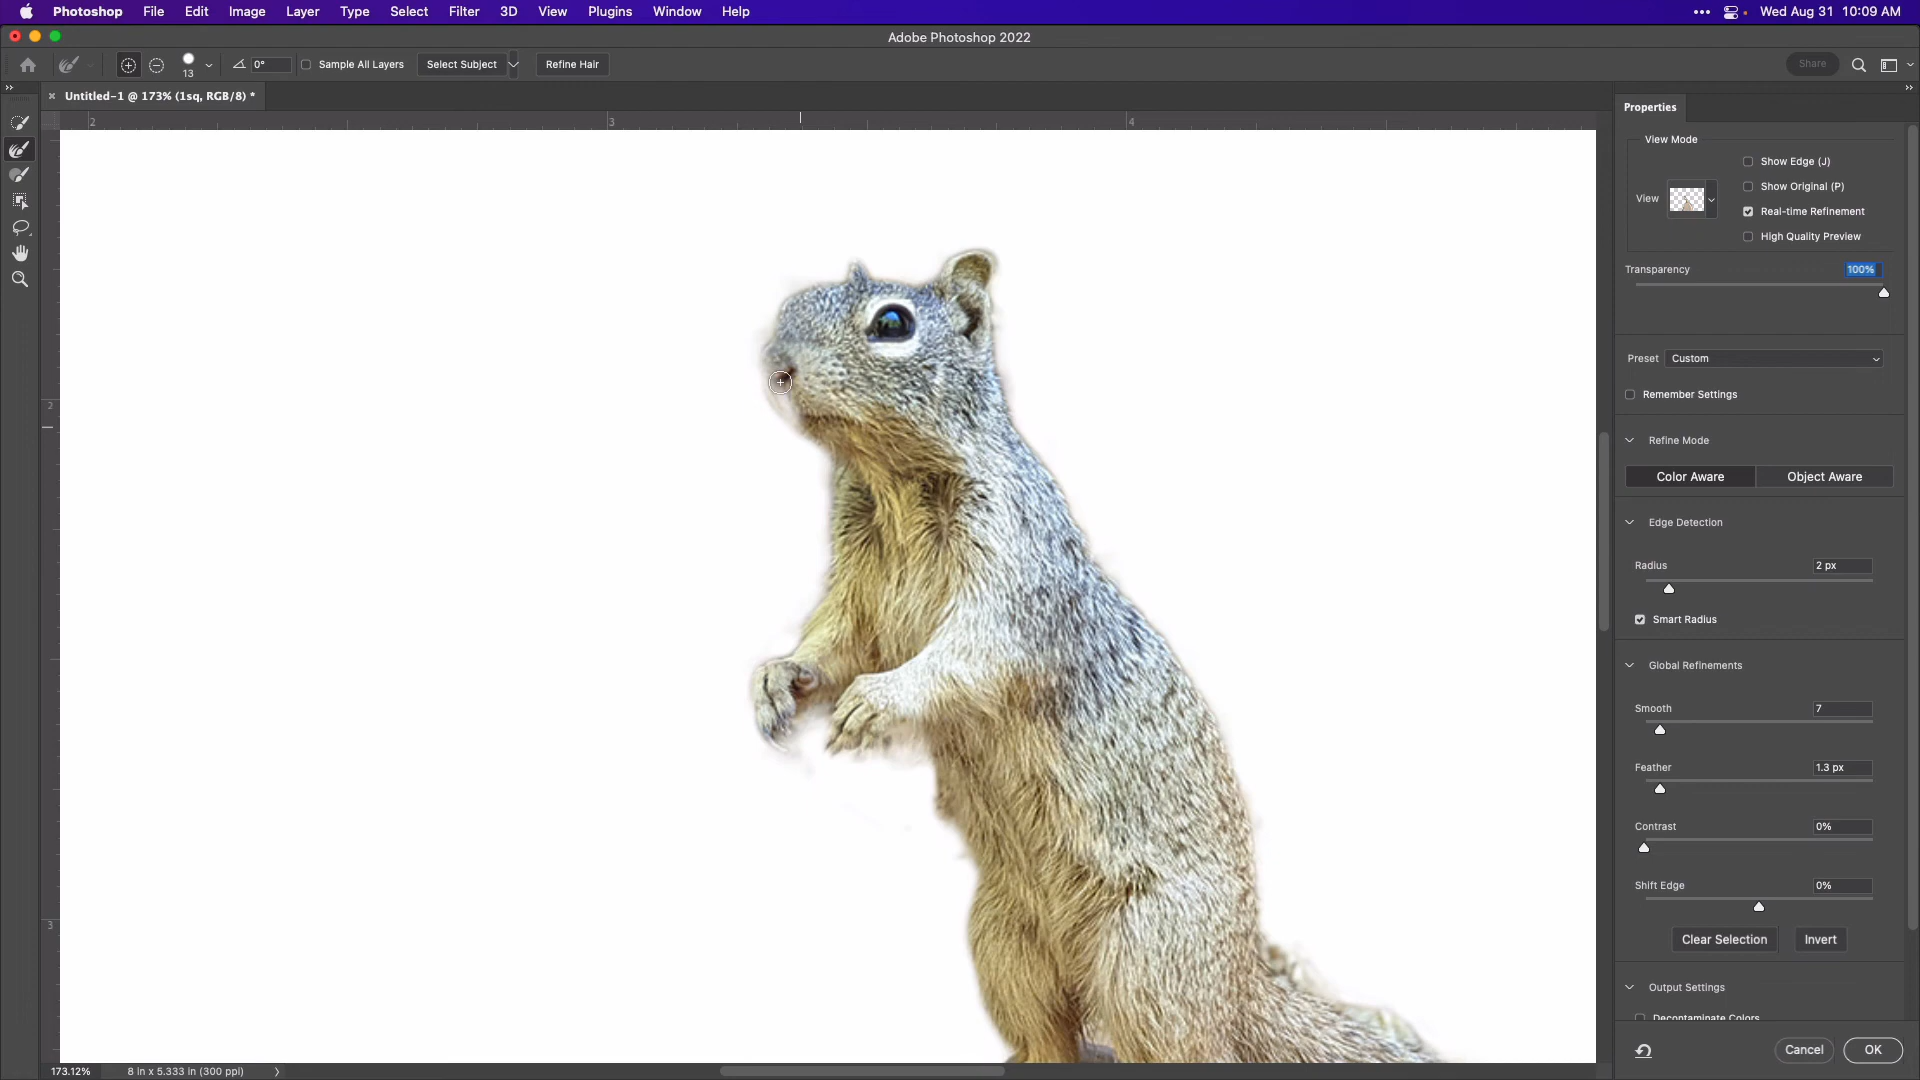 Photoshop File Edit Image Layer Type Select Filter 3D View Plugins Window Help ••• Wed Aug 31 10:09 AM
Adobe Photoshop 2022
13 0° Sample All Layers Select Subject Refine Hair Share
Untitled-1 @ 173% (1sq, RGB/8) *
2 3 4
2
3
Properties
View Mode
Show Edge (J)
Show Original (P)
View
Real-time Refinement
High Quality Preview
Transparency 100%
Preset Custom
Remember Settings
Refine Mode
Color Aware Object Aware
Edge Detection
Radius 2 px
Smart Radius
Global Refinements
Smooth 7
Feather 1.3 px
Contrast 0%
Shift Edge 0%
Clear Selection Invert
Output Settings
Decontaminate Colors
Cancel OK
173.12% 8 in x 5.333 in (300 ppi)